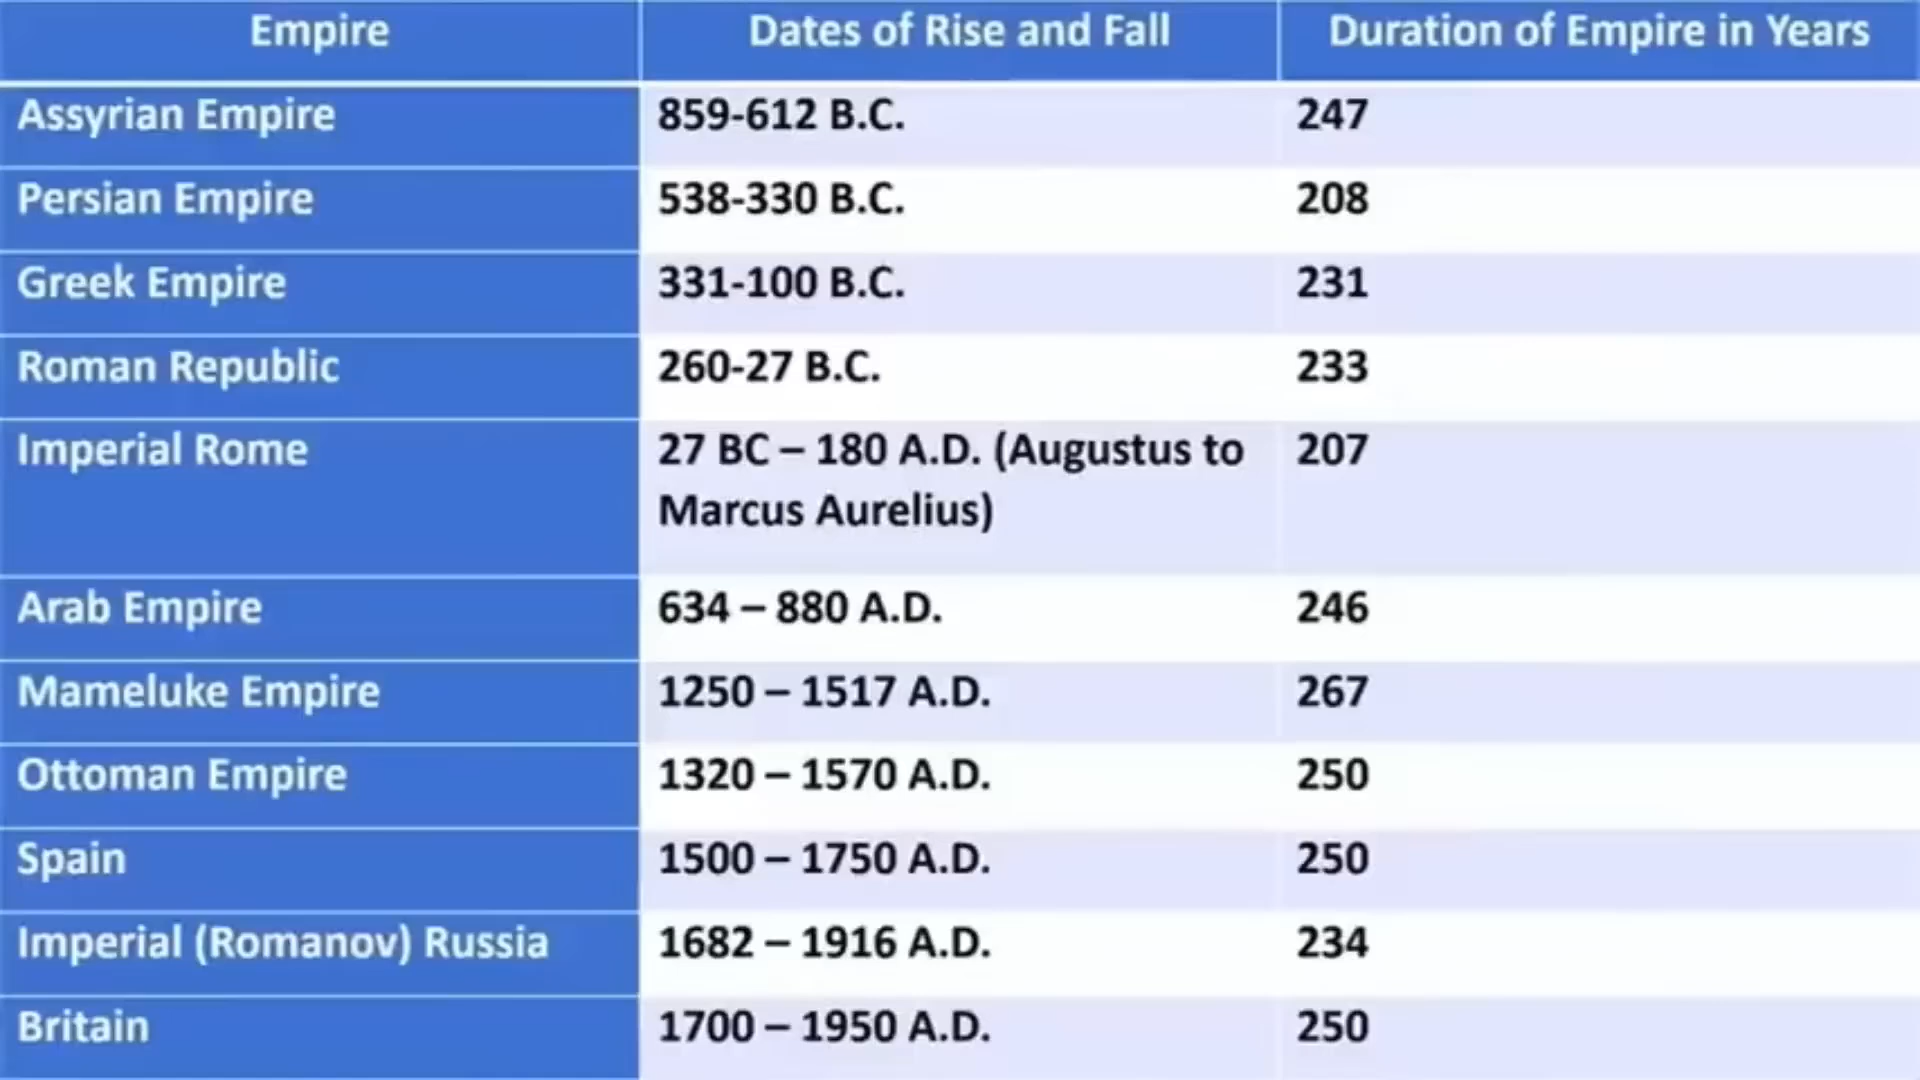 Empire Dates of Rise and Fall Duration of Empire in Years
Assyrian Empire 859-612 B.C. 247
Persian Empire 538-330 B.C. 208
Greek Empire 331-100 B.C. 231
Roman Republic 260-27 B.C. 233
Imperial Rome 27 BC – 180 A.D. (Augustus to 207
Marcus Aurelius)
Arab Empire 634 – 880 A.D. 246
Mameluke Empire 1250 – 1517 A.D. 267
Ottoman Empire 1320 – 1570 A.D. 250
Spain 1500 – 1750 A.D. 250
Imperial (Romanov) Russia 1682 – 1916 A.D. 234
Britain 1700 – 1950 A.D. 250